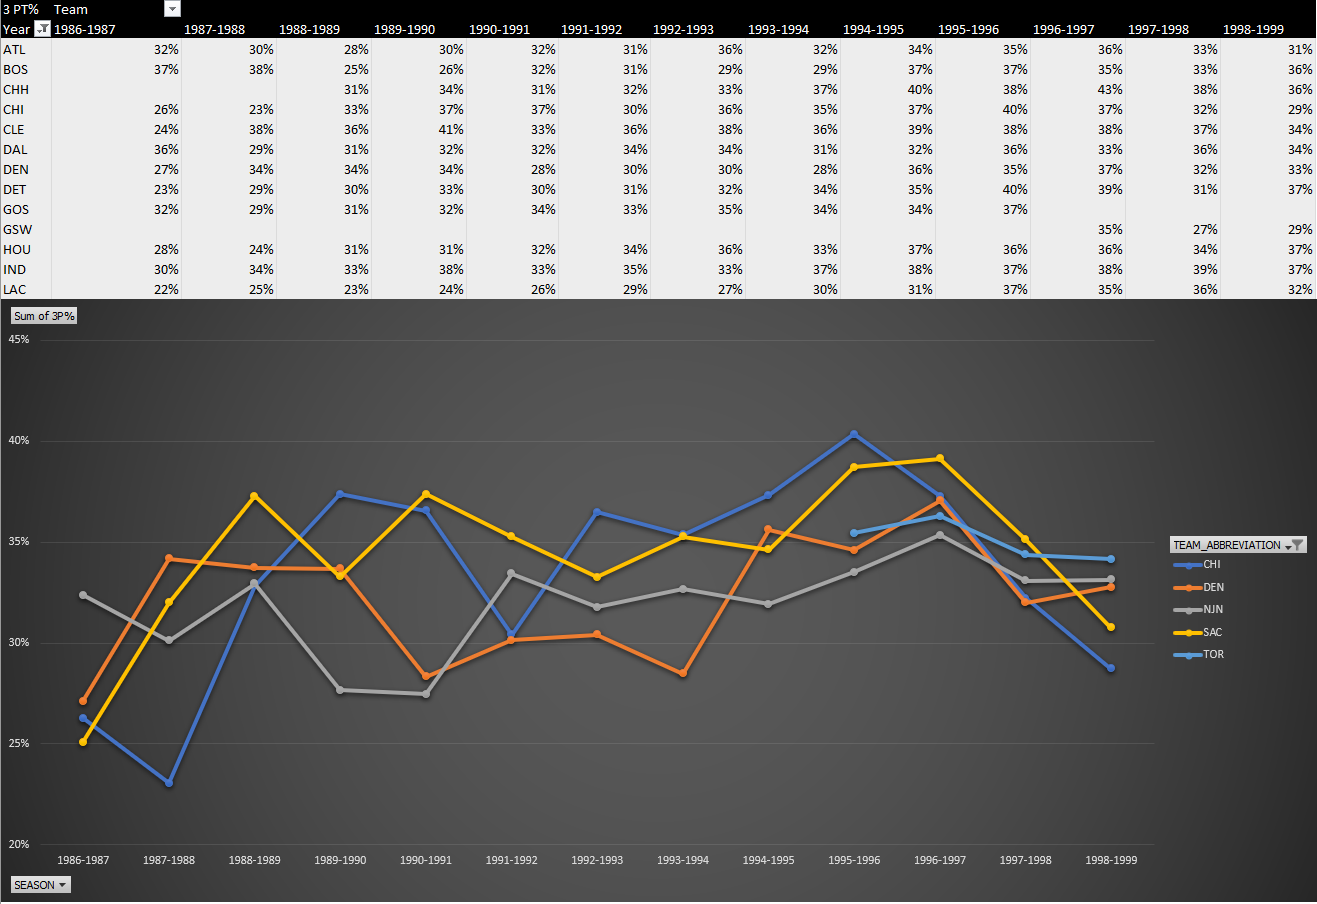 3 PT% Team
Year 1986-1987 1987-1988 1988-1989 1989-1990 1990-1991 1991-1992 1992-1993 1993-1994 1994-1995 1995-1996 1996-1997 1997-1998 1998-1999
ATL 32% 30% 28% 30% 32% 31% 36% 32% 34% 35% 36% 33% 31%
BOS 37% 38% 25% 26% 32% 31% 29% 29% 37% 37% 35% 33% 36%
CHH 31% 34% 31% 32% 33% 37% 40% 38% 43% 38% 36%
CHI 26% 23% 33% 37% 37% 30% 36% 35% 37% 40% 37% 32% 29%
CLE 24% 38% 36% 41% 33% 36% 38% 36% 39% 38% 38% 37% 34%
DAL 36% 29% 31% 32% 32% 34% 34% 31% 32% 36% 33% 36% 34%
DEN 27% 34% 34% 34% 28% 30% 30% 28% 36% 35% 37% 32% 33%
DET 23% 29% 30% 33% 30% 31% 32% 34% 35% 40% 39% 31% 37%
GOS 32% 29% 31% 32% 34% 33% 35% 34% 34% 37%
GSW 35% 27% 29%
HOU 28% 24% 31% 31% 32% 34% 36% 33% 37% 36% 36% 34% 37%
IND 30% 34% 33% 38% 33% 35% 33% 37% 38% 37% 38% 39% 37%
LAC 22% 25% 23% 24% 26% 29% 27% 30% 31% 37% 35% 36% 32%
Sum of 3P%
45%
40%
35%
30%
25%
20%
TEAM_ABBREVIATION
CHI
DEN
NJN
SAC
TOR
1986-1987 1987-1988 1988-1989 1989-1990 1990-1991 1991-1992 1992-1993 1993-1994 1994-1995 1995-1996 1996-1997 1997-1998 1998-1999
SEASON